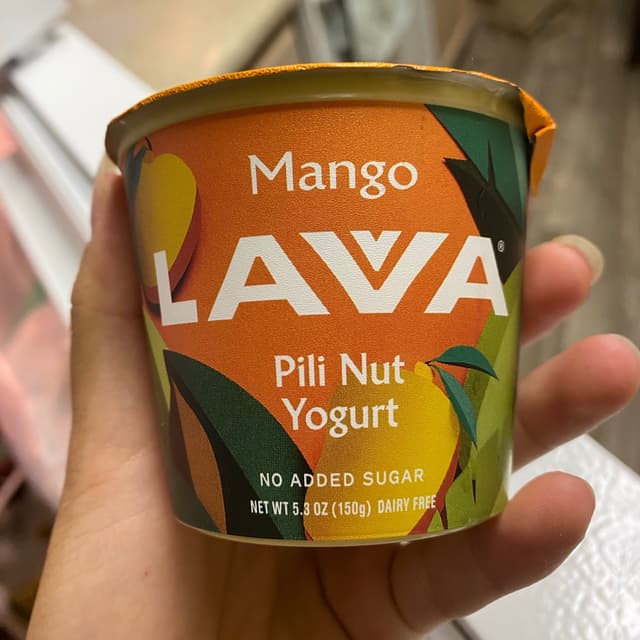 Mango
LAVVA®
Pili Nut
Yogurt
NO ADDED SUGAR
NET WT 5.3 OZ (150g) DAIRY FREE